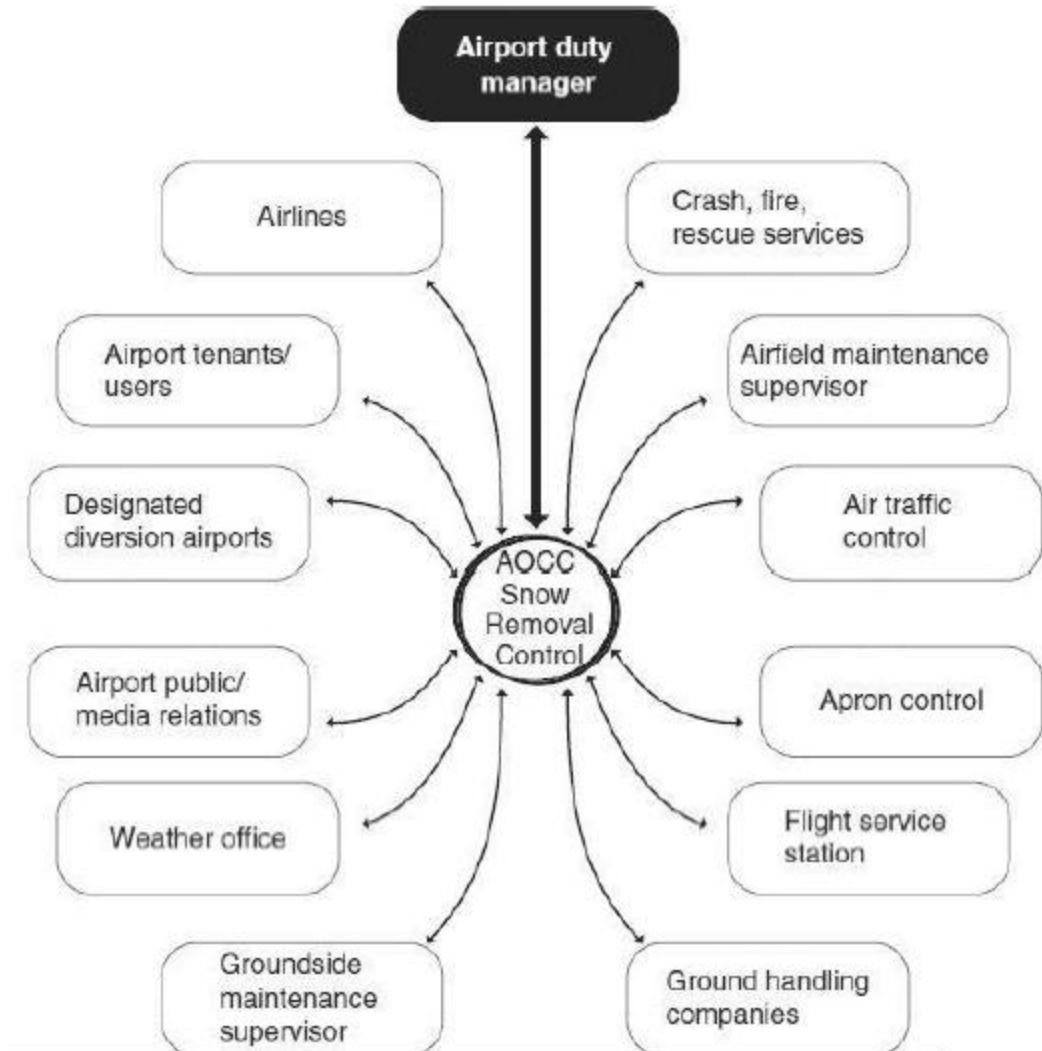 Airport duty
manager
Airlines
Crash, fire,
rescue services
Airport tenants/
users
Airfield maintenance
supervisor
Designated
diversion airports
Air traffic
control
AOCC
Snow
Removal
Control
Airport public/
media relations
Apron control
Weather office
Flight service
station
Groundside
maintenance
supervisor
Ground handling
companies